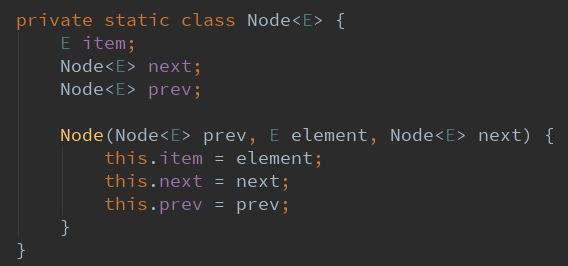 private static class Node<E> {
    E item;
    Node<E> next;
    Node<E> prev;

    Node(Node<E> prev, E element, Node<E> next) {
        this.item = element;
        this.next = next;
        this.prev = prev;
    }
}